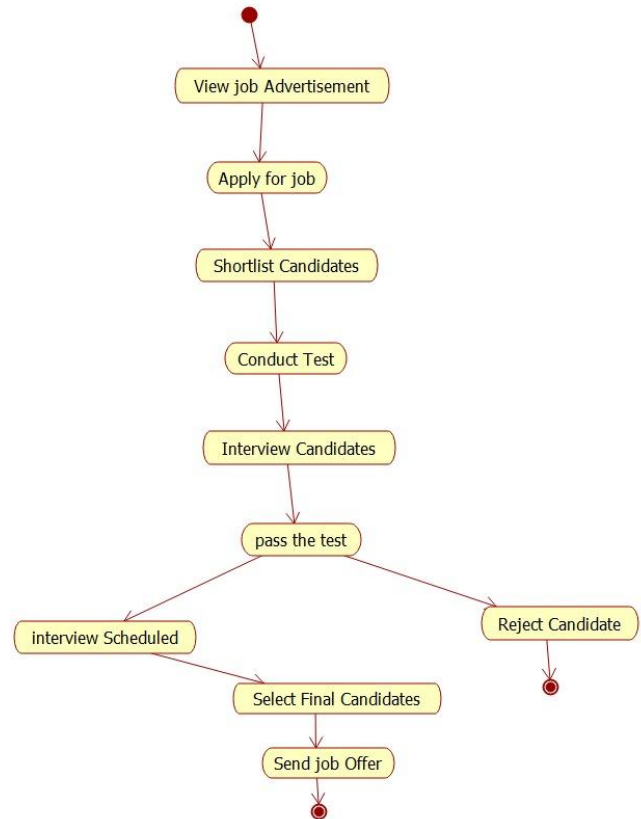 View job Advertisement
Apply for job
Shortlist Candidates
Conduct Test
Interview Candidates
pass the test
interview Scheduled
Reject Candidate
Select Final Candidates
Send job Offer